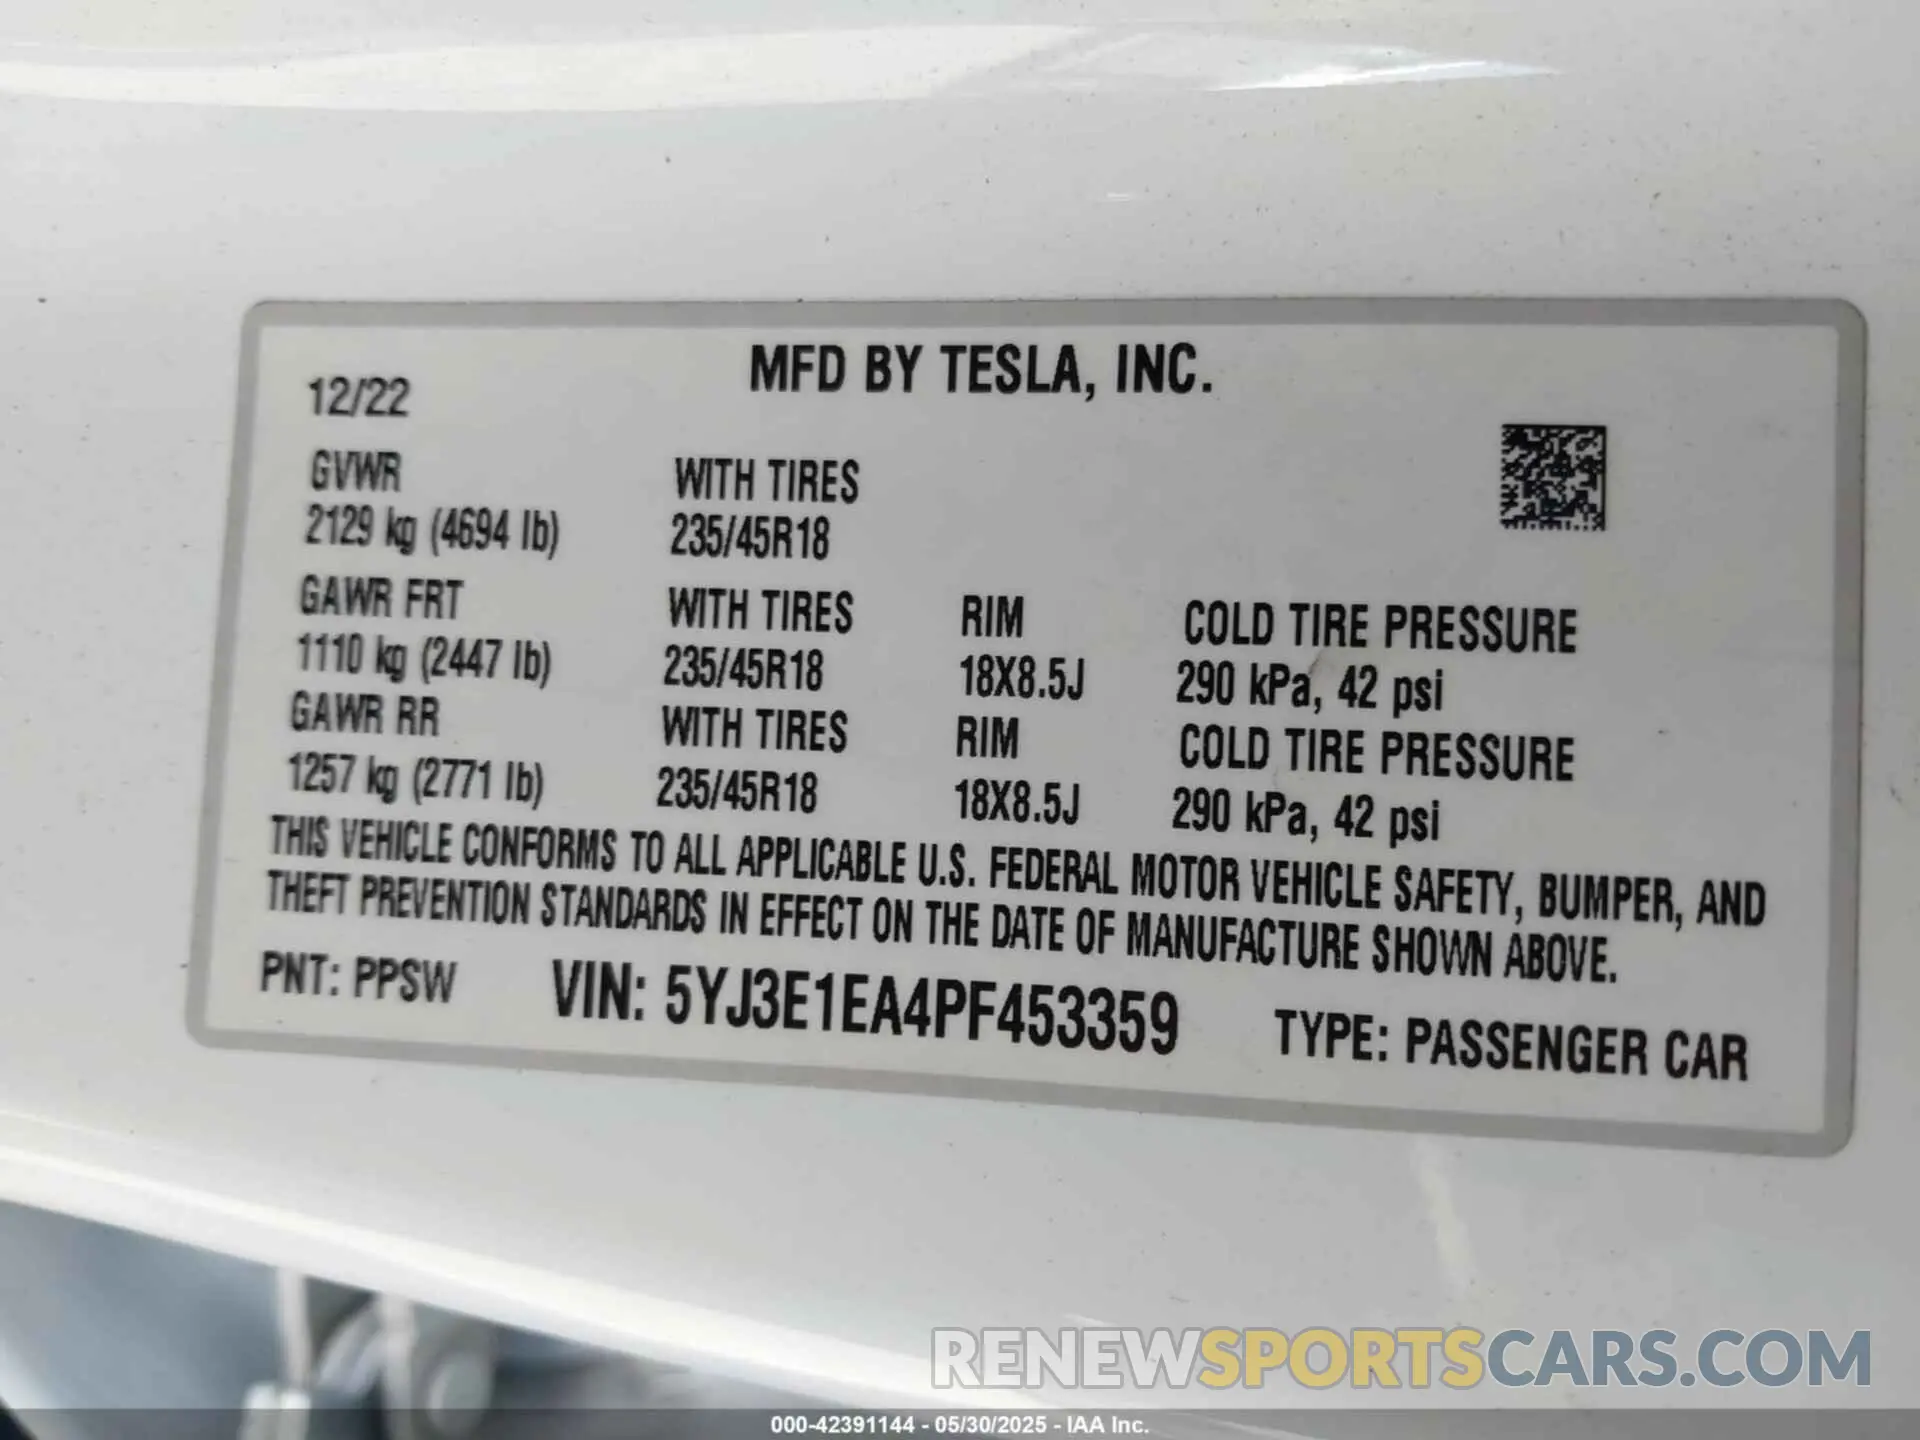 MFD BY TESLA, INC.
12/22
GVWR WITH TIRES
2129 kg (4694 lb) 235/45R18
GAWR FRT WITH TIRES RIM COLD TIRE PRESSURE
1110 kg (2447 lb) 235/45R18 18X8.5J 290 kPa, 42 psi
GAWR RR WITH TIRES RIM COLD TIRE PRESSURE
1257 kg (2771 lb) 235/45R18 18X8.5J 290 kPa, 42 psi
THIS VEHICLE CONFORMS TO ALL APPLICABLE U.S. FEDERAL MOTOR VEHICLE SAFETY, BUMPER, AND
THEFT PREVENTION STANDARDS IN EFFECT ON THE DATE OF MANUFACTURE SHOWN ABOVE.
PNT: PPSW VIN: 5YJ3E1EA4PF453359 TYPE: PASSENGER CAR
RENEWSPORTSCARS.COM
000-42391144 - 05/30/2025 - IAA Inc.